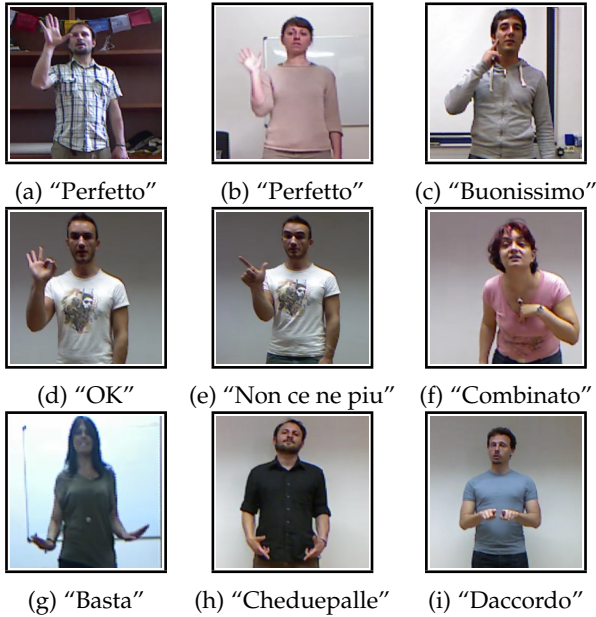 (a) “Perfetto” (b) “Perfetto” (c) “Buonissimo”
(d) “OK” (e) “Non ce ne piu” (f) “Combinato”
(g) “Basta” (h) “Cheduepalle” (i) “Daccordo”